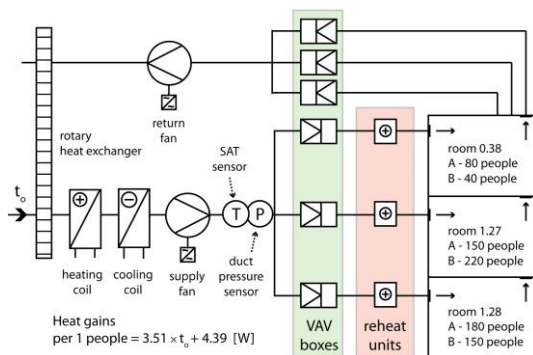 return
fan
rotary
heat exchanger
SAT
sensor
room 0.38
A - 80 people
B - 40 people
tₒ
T
P
room 1.27
A - 150 people
B - 220 people
heating
coil
cooling
coil
supply
fan
duct
pressure
sensor
room 1.28
A - 180 people
B - 150 people
Heat gains
per 1 people = 3.51 × tₒ + 4.39 [W]
VAV
boxes
reheat
units